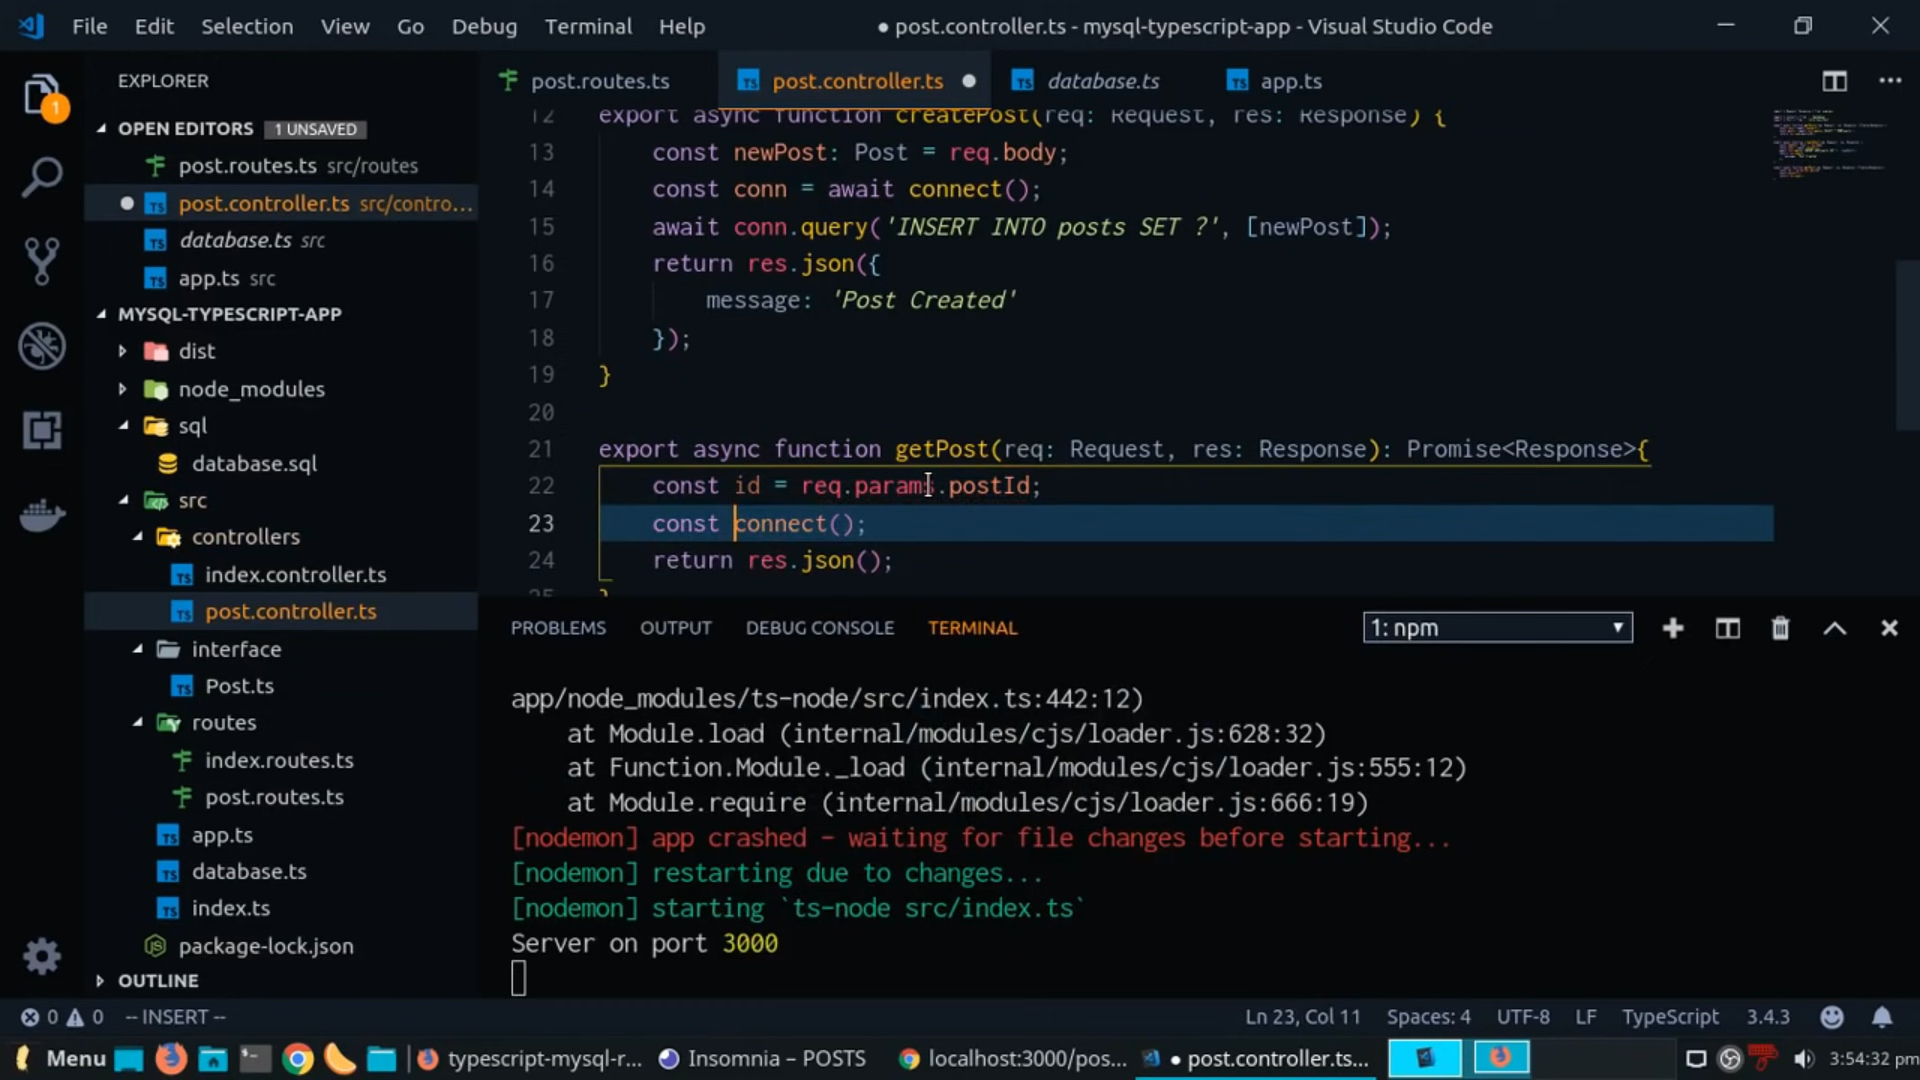 File Edit Selection View Go Debug Terminal Help
● post.controller.ts - mysql-typescript-app - Visual Studio Code
EXPLORER
OPEN EDITORS 1 UNSAVED
post.routes.ts src/routes
post.controller.ts src/contro...
database.ts src
app.ts src
MYSQL-TYPESCRIPT-APP
dist
node_modules
sql
database.sql
src
controllers
index.controller.ts
post.controller.ts
interface
Post.ts
routes
index.routes.ts
post.routes.ts
app.ts
database.ts
index.ts
package-lock.json
OUTLINE
1
post.routes.ts
post.controller.ts
database.ts
app.ts
12 export async function createPost(req: Request, res: Response) {
13 const newPost: Post = req.body;
14 const conn = await connect();
15 await conn.query('INSERT INTO posts SET ?', [newPost]);
16 return res.json({
17 message: 'Post Created'
18 });
19 }
20
21 export async function getPost(req: Request, res: Response): Promise<Response>{
22 const id = req.params.postId;
23 const connect();
24 return res.json();
25 }
PROBLEMS OUTPUT DEBUG CONSOLE TERMINAL
1: npm
app/node_modules/ts-node/src/index.ts:442:12)
at Module.load (internal/modules/cjs/loader.js:628:32)
at Function.Module._load (internal/modules/cjs/loader.js:555:12)
at Module.require (internal/modules/cjs/loader.js:666:19)
[nodemon] app crashed - waiting for file changes before starting...
[nodemon] restarting due to changes...
[nodemon] starting `ts-node src/index.ts`
Server on port 3000
0 0 -- INSERT --
Ln 23, Col 11 Spaces: 4 UTF-8 LF TypeScript 3.4.3
Menu
typescript-mysql-r...
Insomnia – POSTS
localhost:3000/pos...
● post.controller.ts...
3:54:32 pm